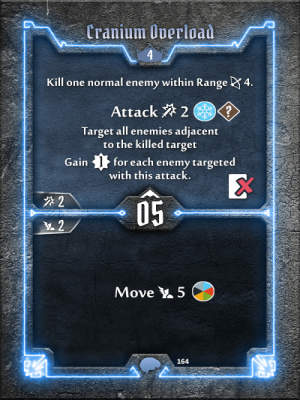 Cranium Overload
4
Kill one normal enemy within Range 4.
Attack 2 ?
Target all enemies adjacent
to the killed target
Gain 1 for each enemy targeted
with this attack.
2
05
2
Move 5
164